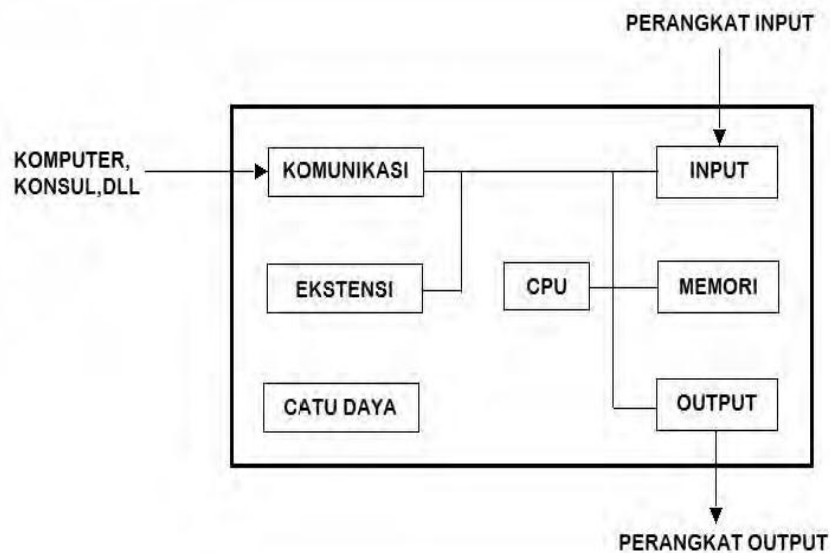 PERANGKAT INPUT
KOMPUTER,
KONSUL,DLL
KOMUNIKASI
INPUT
EKSTENSI
CPU
MEMORI
CATU DAYA
OUTPUT
PERANGKAT OUTPUT